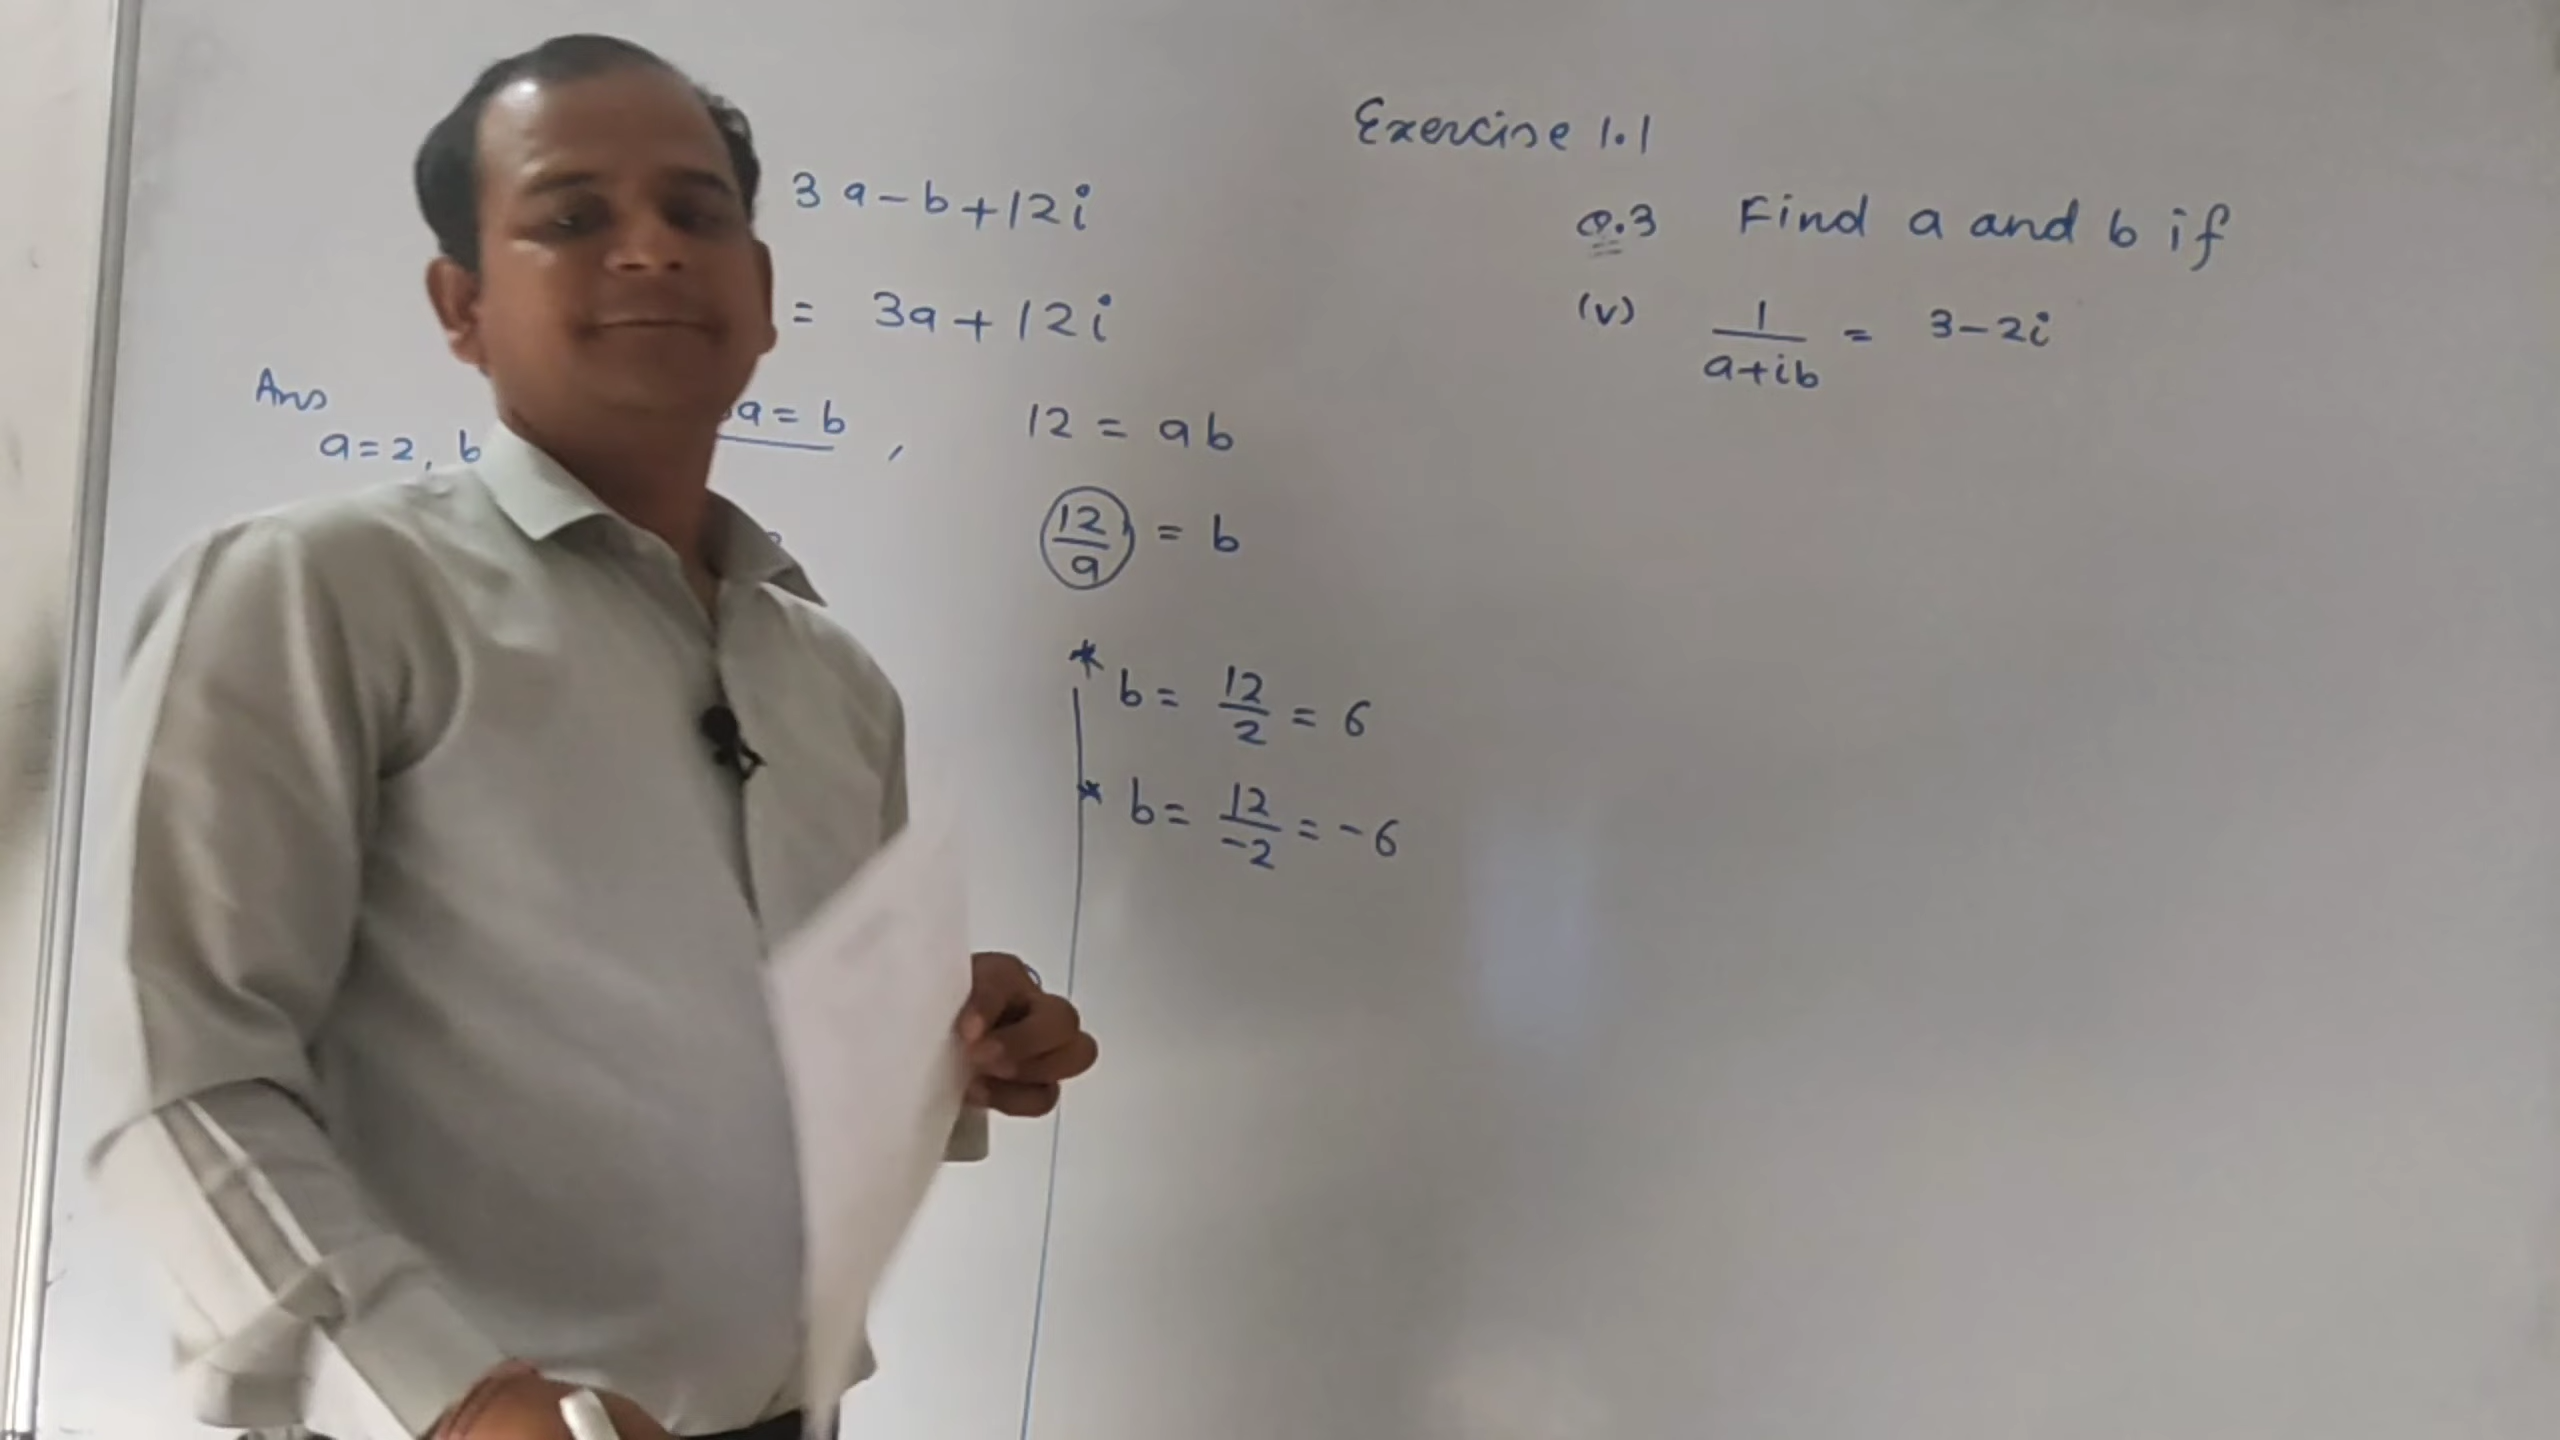 3a-b+12i
= 3a+12i
Ans
a=2, b
a=b , 12 = ab
12/a = b
* b= 12/2 = 6
* b= 12/-2 = -6
Exercise 1.1
Q.3 Find a and b if
(v) 1/a+ib = 3-2i